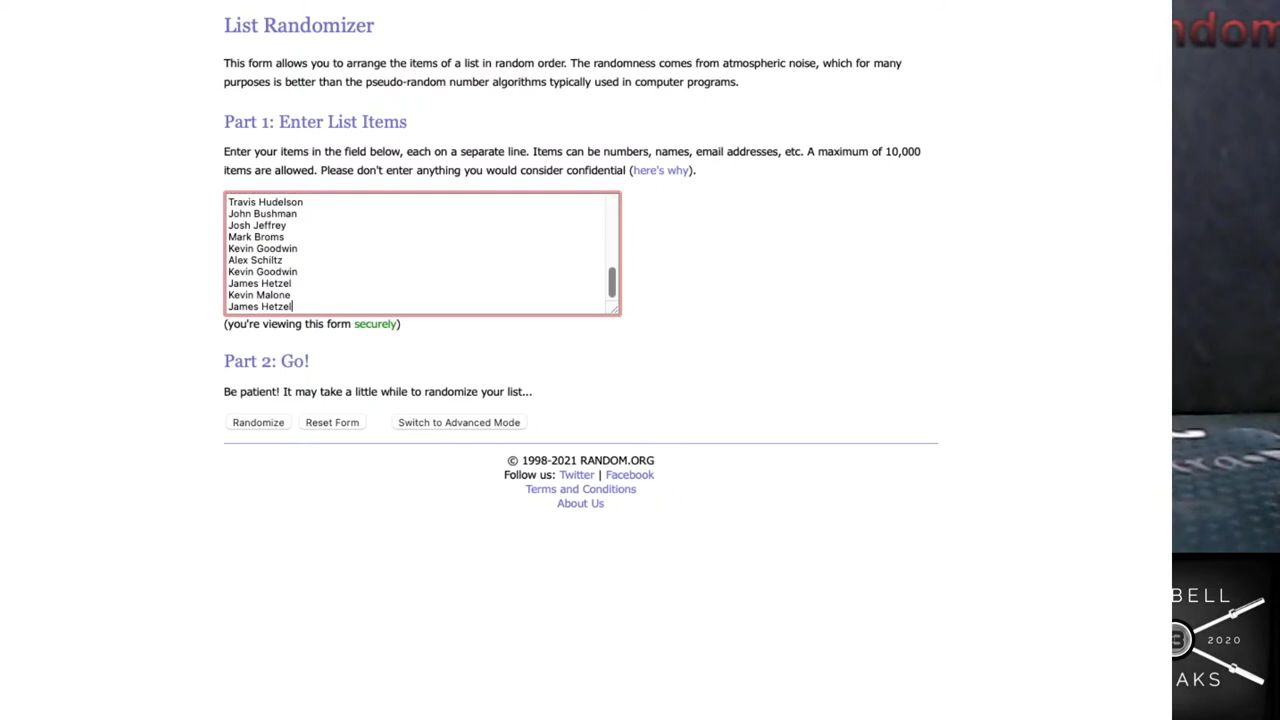 List Randomizer
This form allows you to arrange the items of a list in random order. The randomness comes from atmospheric noise, which for many
purposes is better than the pseudo-random number algorithms typically used in computer programs.
Part 1: Enter List Items
Enter your items in the field below, each on a separate line. Items can be numbers, names, email addresses, etc. A maximum of 10,000
items are allowed. Please don't enter anything you would consider confidential (here's why).
Travis Hudelson
John Bushman
Josh Jeffrey
Mark Broms
Kevin Goodwin
Alex Schiltz
Kevin Goodwin
James Hetzel
Kevin Malone
James Hetzel
(you're viewing this form securely)
Part 2: Go!
Be patient! It may take a little while to randomize your list...
Randomize Reset Form Switch to Advanced Mode
© 1998-2021 RANDOM.ORG
Follow us: Twitter | Facebook
Terms and Conditions
About Us
ndom
BELL
B 2020
AKS